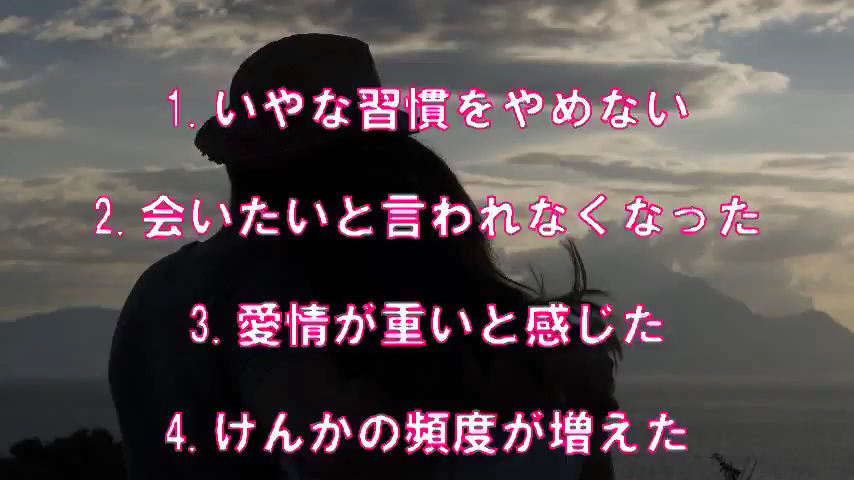 1.いやな習慣をやめない
2.会いたいと言われなくなった
3.愛情が重いと感じた
4.けんかの頻度が増えた